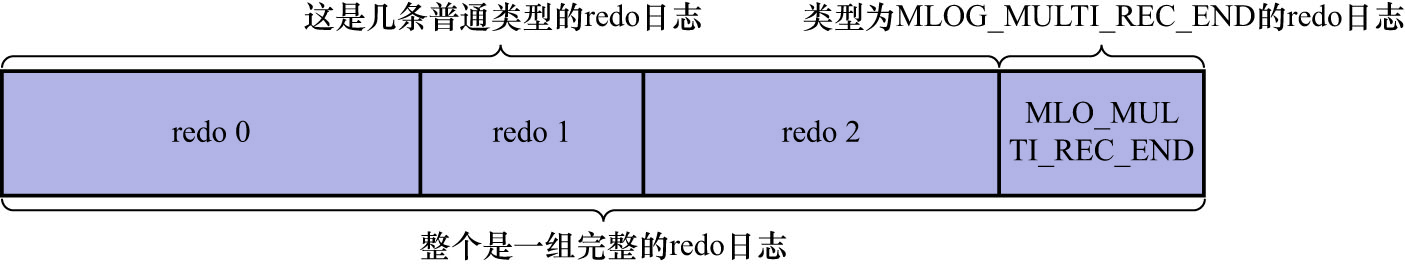 这是几条普通类型的redo日志
类型为MLOG_MULTI_REC_END的redo日志
redo 0
redo 1
redo 2
MLO_MUL
TI_REC_END
整个是一组完整的redo日志